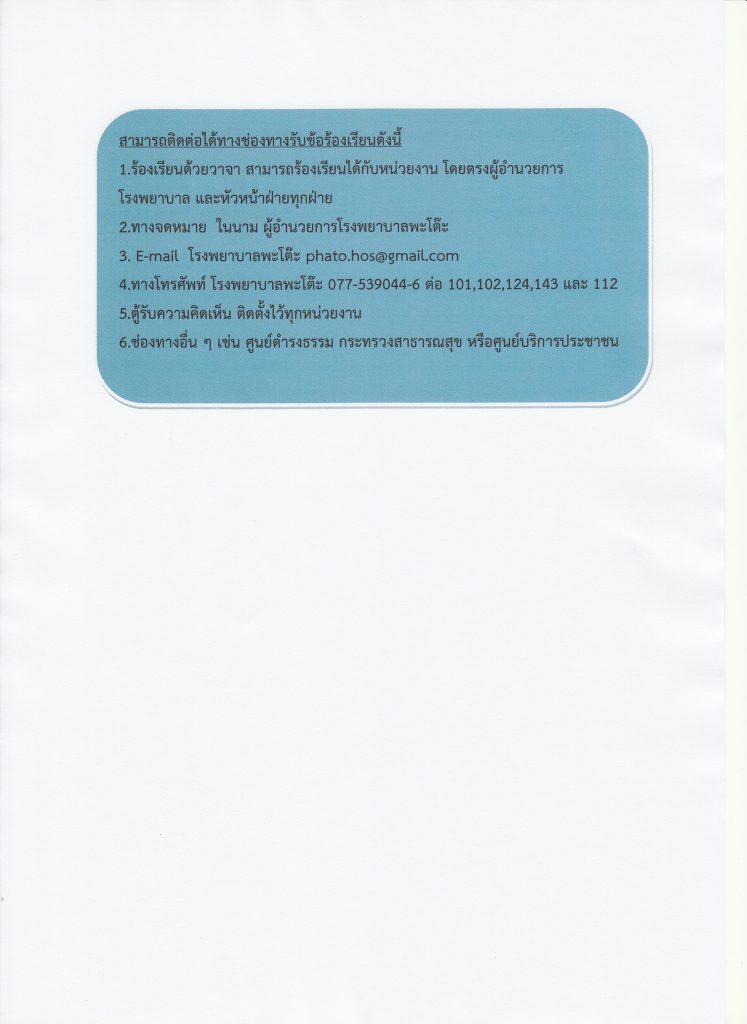 สามารถติดต่อได้ทางช่องทางรับข้อร้องเรียนดังนี้
1.ร้องเรียนด้วยวาจา สามารถร้องเรียนได้กับหน่วยงาน โดยตรงผู้อำนวยการ
โรงพยาบาล และหัวหน้าฝ่ายทุกฝ่าย
2.ทางจดหมาย ในนาม ผู้อำนวยการโรงพยาบาลพะโต๊ะ
3. E-mail โรงพยาบาลพะโต๊ะ phato.hos@gmail.com
4.ทางโทรศัพท์ โรงพยาบาลพะโต๊ะ 077-539044-6 ต่อ 101,102,124,143 และ 112
5.ตู้รับความคิดเห็น ติดตั้งไว้ทุกหน่วยงาน
6.ช่องทางอื่น ๆ เช่น ศูนย์ดำรงธรรม กระทรวงสาธารณสุข หรือศูนย์บริการประชาชน